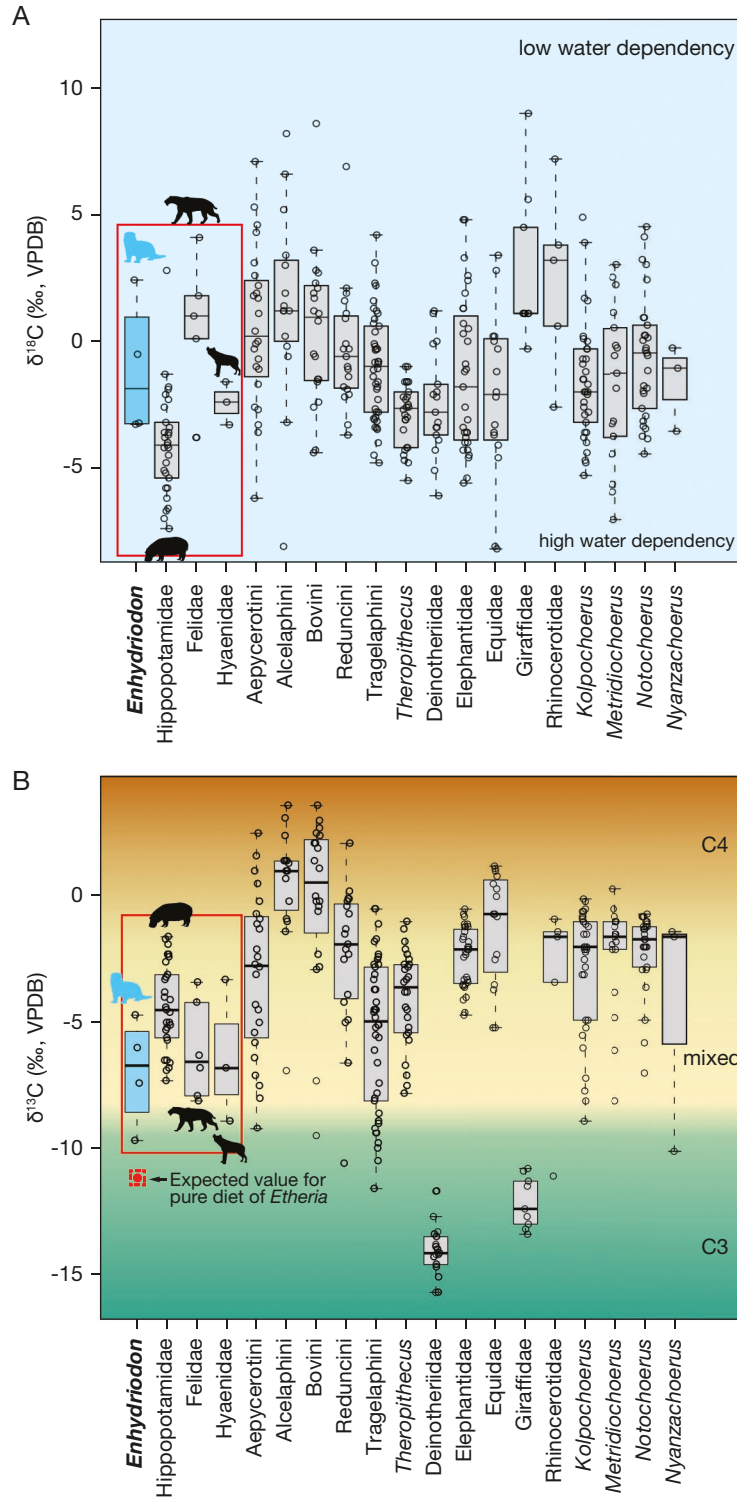 A
low water dependency
10
5
0
-5
δ18C (‰, VPDB)
high water dependency
Enhydriodon
Hippopotamidae
Felidae
Hyaenidae
Aepycerotini
Alcelaphini
Bovini
Reduncini
Tragelaphini
Theropithecus
Deinotheriidae
Elephantidae
Equidae
Giraffidae
Rhinocerotidae
Kolpochoerus
Metridiochoerus
Notochoerus
Nyanzachoerus
B
C4
0
-5
mixed
-10
δ13C (‰, VPDB)
Expected value for
pure diet of Etheria
C3
-15
Enhydriodon
Hippopotamidae
Felidae
Hyaenidae
Aepycerotini
Alcelaphini
Bovini
Reduncini
Tragelaphini
Theropithecus
Deinotheriidae
Elephantidae
Equidae
Giraffidae
Rhinocerotidae
Kolpochoerus
Metridiochoerus
Notochoerus
Nyanzachoerus